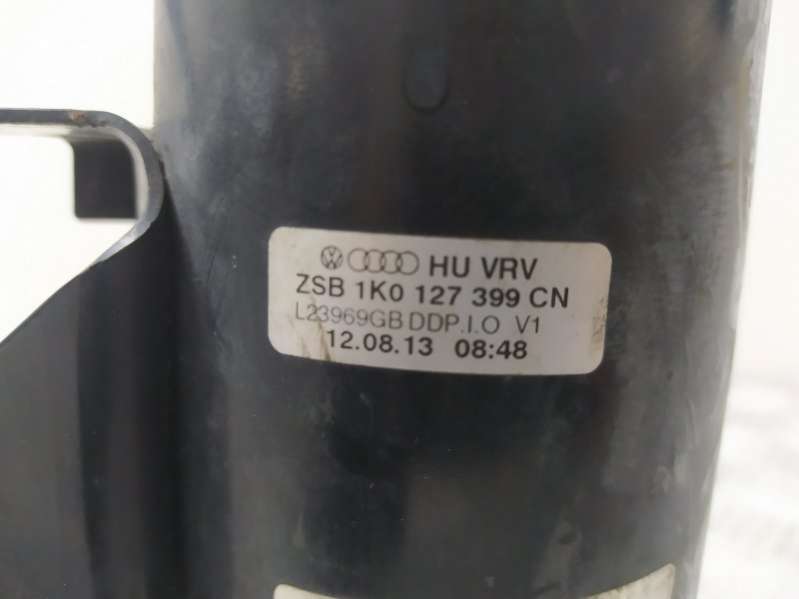 HU VRV
ZSB 1K0 127 399 CN
L23969GB DDP.I.O V1
12.08.13 08:48